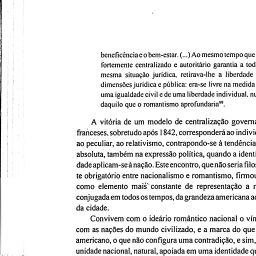 beneficência e o bem-estar. (...) Ao mesmo tempo que
fortemente centralizado e autoritário garantia a tod
mesma situação jurídica, retirava-lhe a liberdade
dimensões jurídica e pública: era-se livre na medida
uma igualdade civil e de uma liberdade individual, nu
daquilo que o romantismo aprofundaria
A vitória de um modelo de centralização governa
franceses, sobretudo após 1842, corresponderá ao indivi
ao peculiar, ao relativismo, contrapondo-se à tendência
absoluta, também na expressão política, quando a identi
dade aplicam-se à nação. Este encontro, que não seria filos
te obrigatório entre nacionalismo e romantismo, firmou
como elemento mais constante de representação a r
conjugada em todos os tempos, da grandeza americana ao
da cidade.
Convivem com o ideário romântico nacional o vín
com as nações do mundo civilizado, e a marca do que
americano, o que não configura uma contradição, e sim,
unidade nacional, natural, apoiada em uma identidade qu